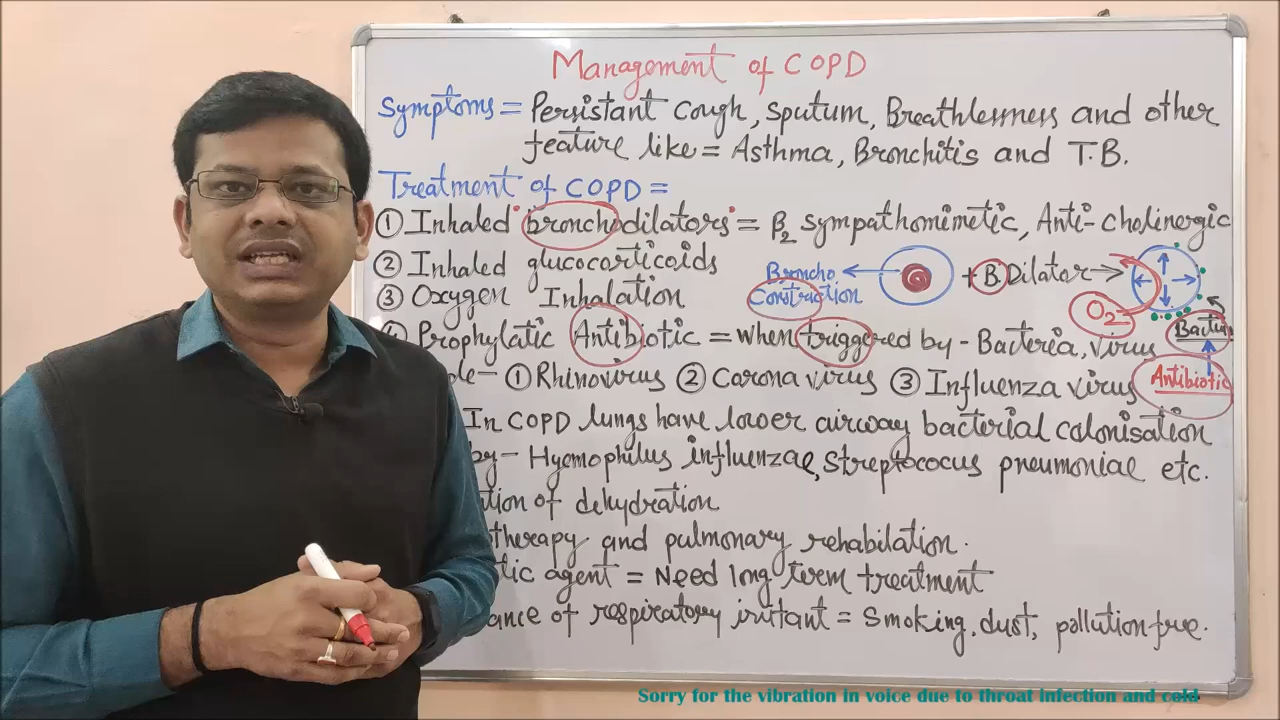 Management of COPD
Symptoms = Persistant Cough, Sputum, Breathlessness and other
feature like = Asthma, Bronchitis and T.B.
Treatment of COPD =
① Inhaled bronchodilators = β2 sympathomimetic, Anti-cholinergic
② Inhaled glucocorticoids
Broncho
Constraction
+ B. Dilator
③ Oxygen Inhalation
O2
Prophylatic Antibiotic = when triggered by - Bacteria, virus
① Rhinovirus ② Corona virus ③ Influenza virus
Antibiotic
In COPD lungs have lower airway bacterial colonisation
by - Hyemophilus influenzae, Streptococus pneumoniae etc.
of dehydration
and pulmonary rehabilation.
agent = Need long term treatment
of respiratory irritant = Smoking, dust, pollution free.
Sorry for the vibration in voice due to throat infection and cold